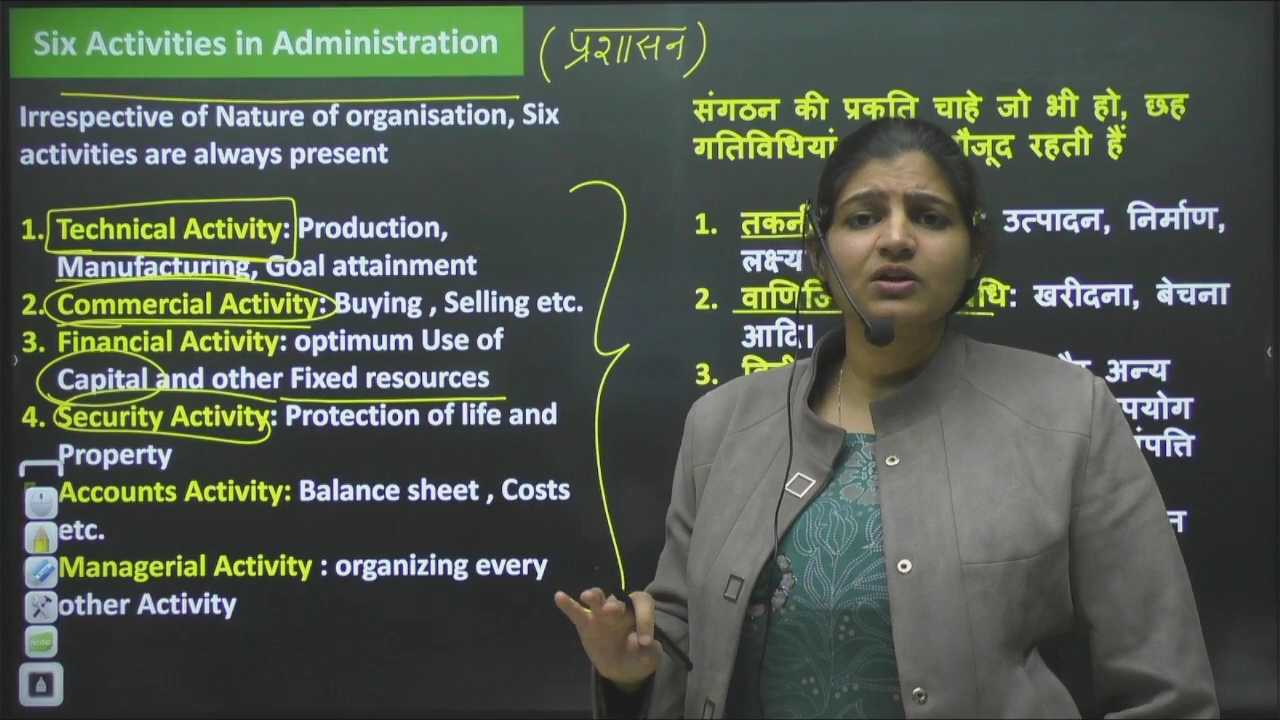 Six Activities in Administration
(प्रशासन)
Irrespective of Nature of organisation, Six
activities are always present
1. Technical Activity: Production,
Manufacturing, Goal attainment
2. Commercial Activity: Buying , Selling etc.
3. Financial Activity: optimum Use of
Capital and other Fixed resources
4. Security Activity: Protection of life and
Property
Accounts Activity: Balance sheet , Costs
etc.
Managerial Activity : organizing every
other Activity
संगठन की प्रकृति चाहे जो भी हो, छह
गतिविधियां रहती हैं
1. उत्पादन, निर्माण,
लक्ष्य
2. खरीदना, बेचना
आदि।
3. अन्य